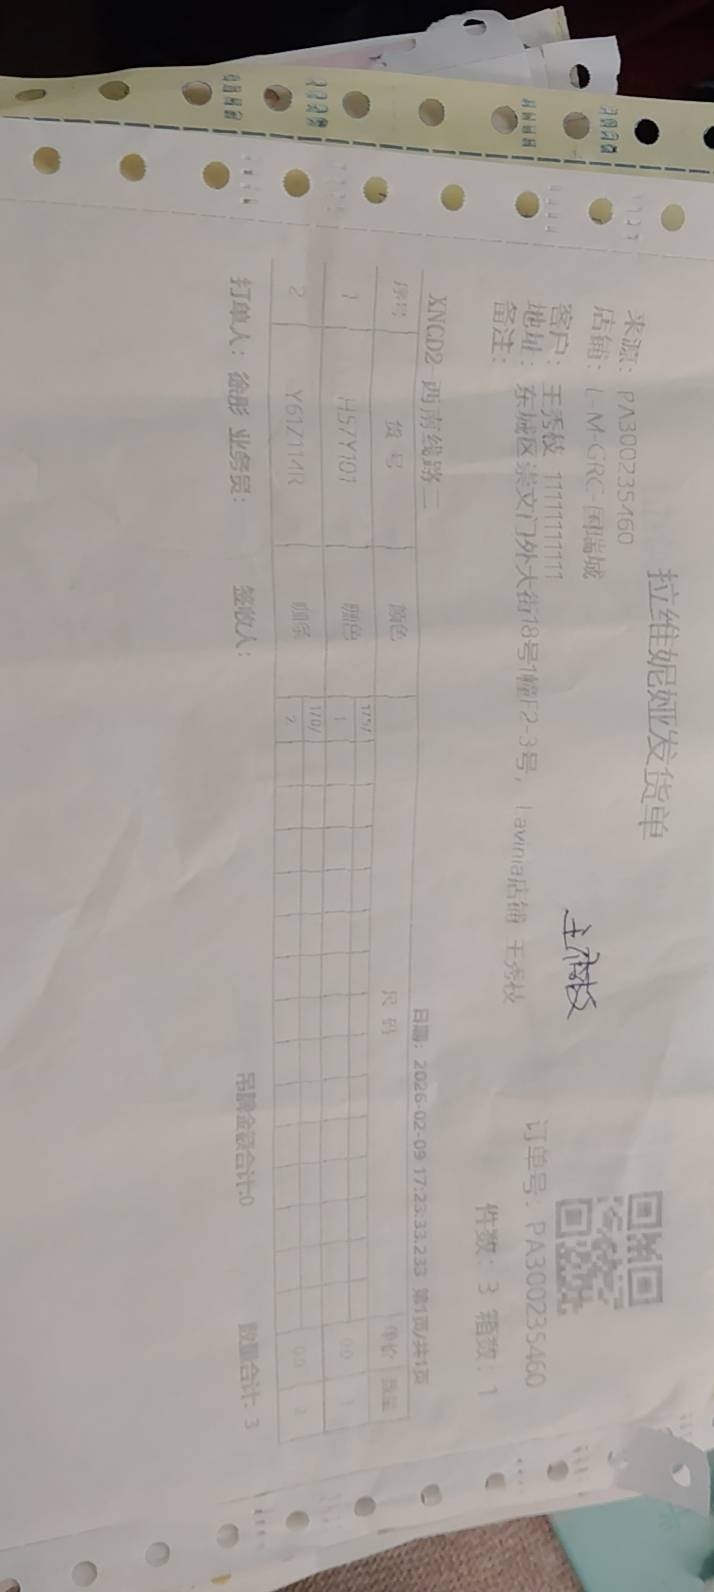 拉维妮娅发货单
来源: PA300235460
店铺: L-M-GRC-国瑞城
客户: 王秀枝 11111111111
王秀枝
订单号: PA300235460
地址: 东城区崇文门外大街18号1幢F2-3号, Lavinia店铺 王秀枝
备注:
件数: 3 箱数: 1
XNCD2-西南线路二
日期: 2026-02-09 17:23:33.233 第1页/共1页
序号 货 号 颜色 尺 码 单价 数量
175/
1 H57Y101 咖色 1 00 1
170/
2 Y61Z114R 咖条 2 00 2
打单人: 徐彤 业务员: 签收人: 吊牌金额合计:0 数量合计: 3